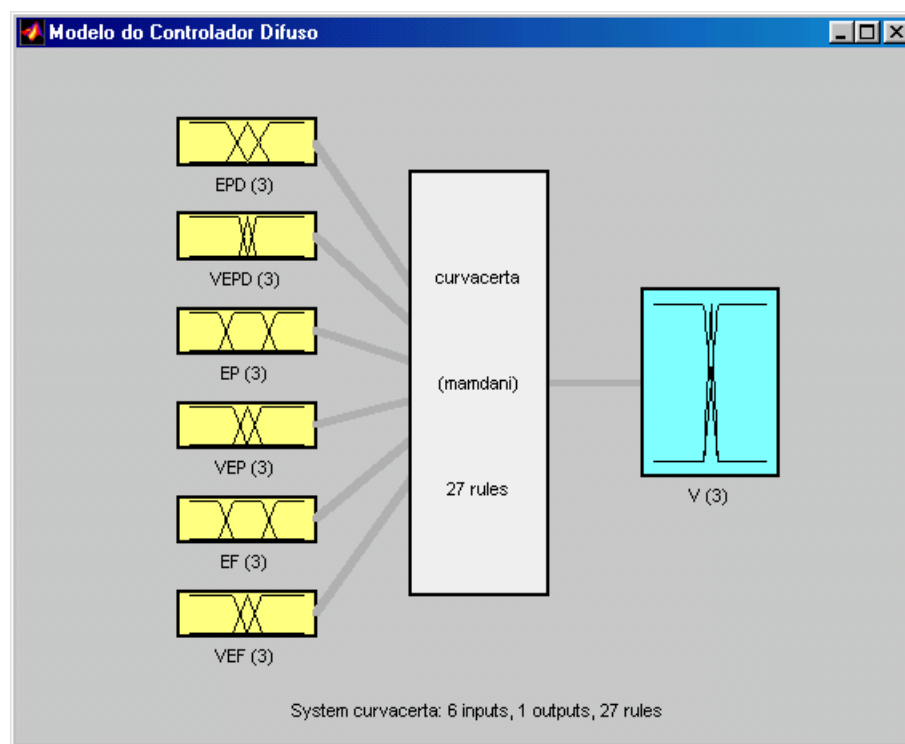 Modelo do Controlador Difuso
EPD (3)
VEPD (3)
EP (3)
VEP (3)
EF (3)
VEF (3)
curvacerta
(mamdani)
27 rules
V (3)
System curvacerta: 6 inputs, 1 outputs, 27 rules